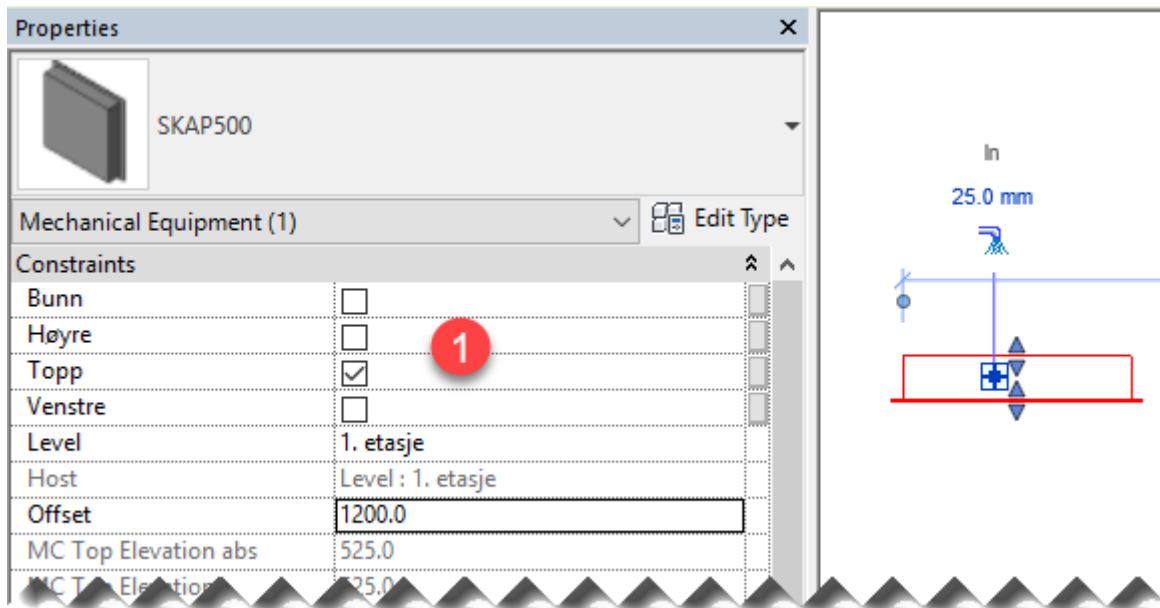 Properties
SKAP500
Mechanical Equipment (1)
Edit Type
Constraints
Bunn
Høyre
1
Topp
Venstre
Level 1. etasje
Host Level : 1. etasje
Offset 1200.0
MC Top Elevation abs 525.0
In
25.0 mm